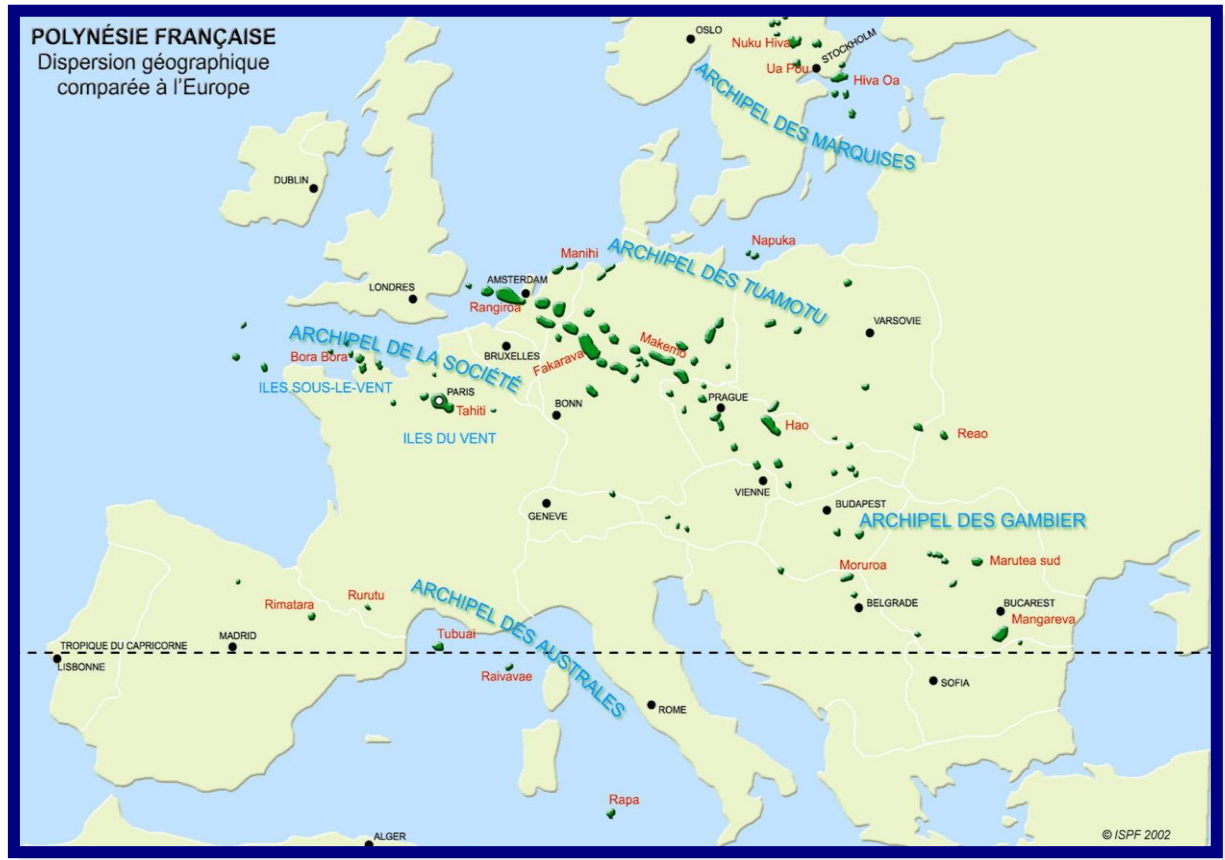 POLYNÉSIE FRANÇAISE
Dispersion géographique
comparée à l'Europe
OSLO
Nuku Hiva
STOCKHOLM
Ua Pou
Hiva Oa
ARCHIPEL DES MARQUISES
DUBLIN
Napuka
Manihi
ARCHIPEL DES TUAMOTU
AMSTERDAM
LONDRES
Rangiroa
VARSOVIE
ARCHIPEL DE LA SOCIÉTÉ
Makemo
Bora Bora
BRUXELLES
Fakarava
ILES SOUS-LE-VENT
PARIS
Tahiti
BONN
PRAGUE
Hao
Reao
ILES DU VENT
VIENNE
GENEVE
BUDAPEST
ARCHIPEL DES GAMBIER
Moruroa
Marutea sud
ARCHIPEL DES AUSTRALES
Rimatara
Rurutu
BELGRADE
BUCAREST
Mangareva
Tubuai
MADRID
TROPIQUE DU CAPRICORNE
LISBONNE
Raivavae
SOFIA
ROME
Rapa
ALGER
© ISPF 2002